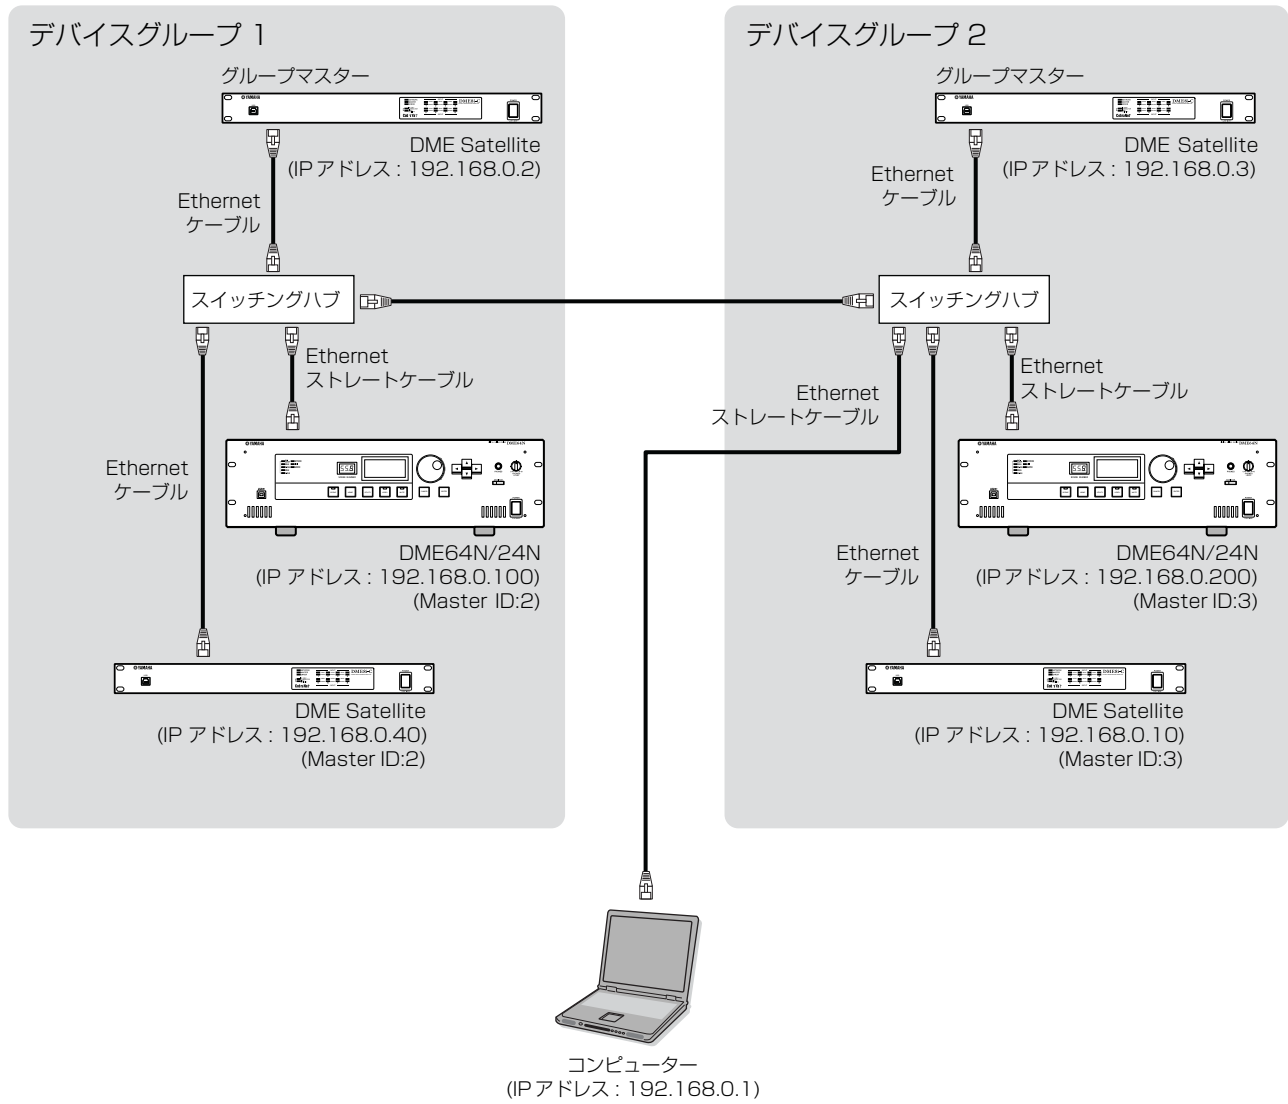 デバイスグループ 1
グループマスター
YAMAHA
DME Satellite
(IP アドレス : 192.168.0.2)
Ethernet
ケーブル
スイッチングハブ
Ethernet
ストレートケーブル
Ethernet
ケーブル
YAMAHA
DME64N
DME64N/24N
(IP アドレス : 192.168.0.100)
(Master ID:2)
YAMAHA
DME Satellite
(IP アドレス : 192.168.0.40)
(Master ID:2)
デバイスグループ 2
グループマスター
YAMAHA
DME Satellite
(IP アドレス : 192.168.0.3)
Ethernet
ケーブル
スイッチングハブ
Ethernet
ストレートケーブル
Ethernet
ストレートケーブル
YAMAHA
DME64N
Ethernet
ケーブル
DME64N/24N
(IP アドレス : 192.168.0.200)
(Master ID:3)
YAMAHA
DME Satellite
(IP アドレス : 192.168.0.10)
(Master ID:3)
コンピューター
(IP アドレス : 192.168.0.1)